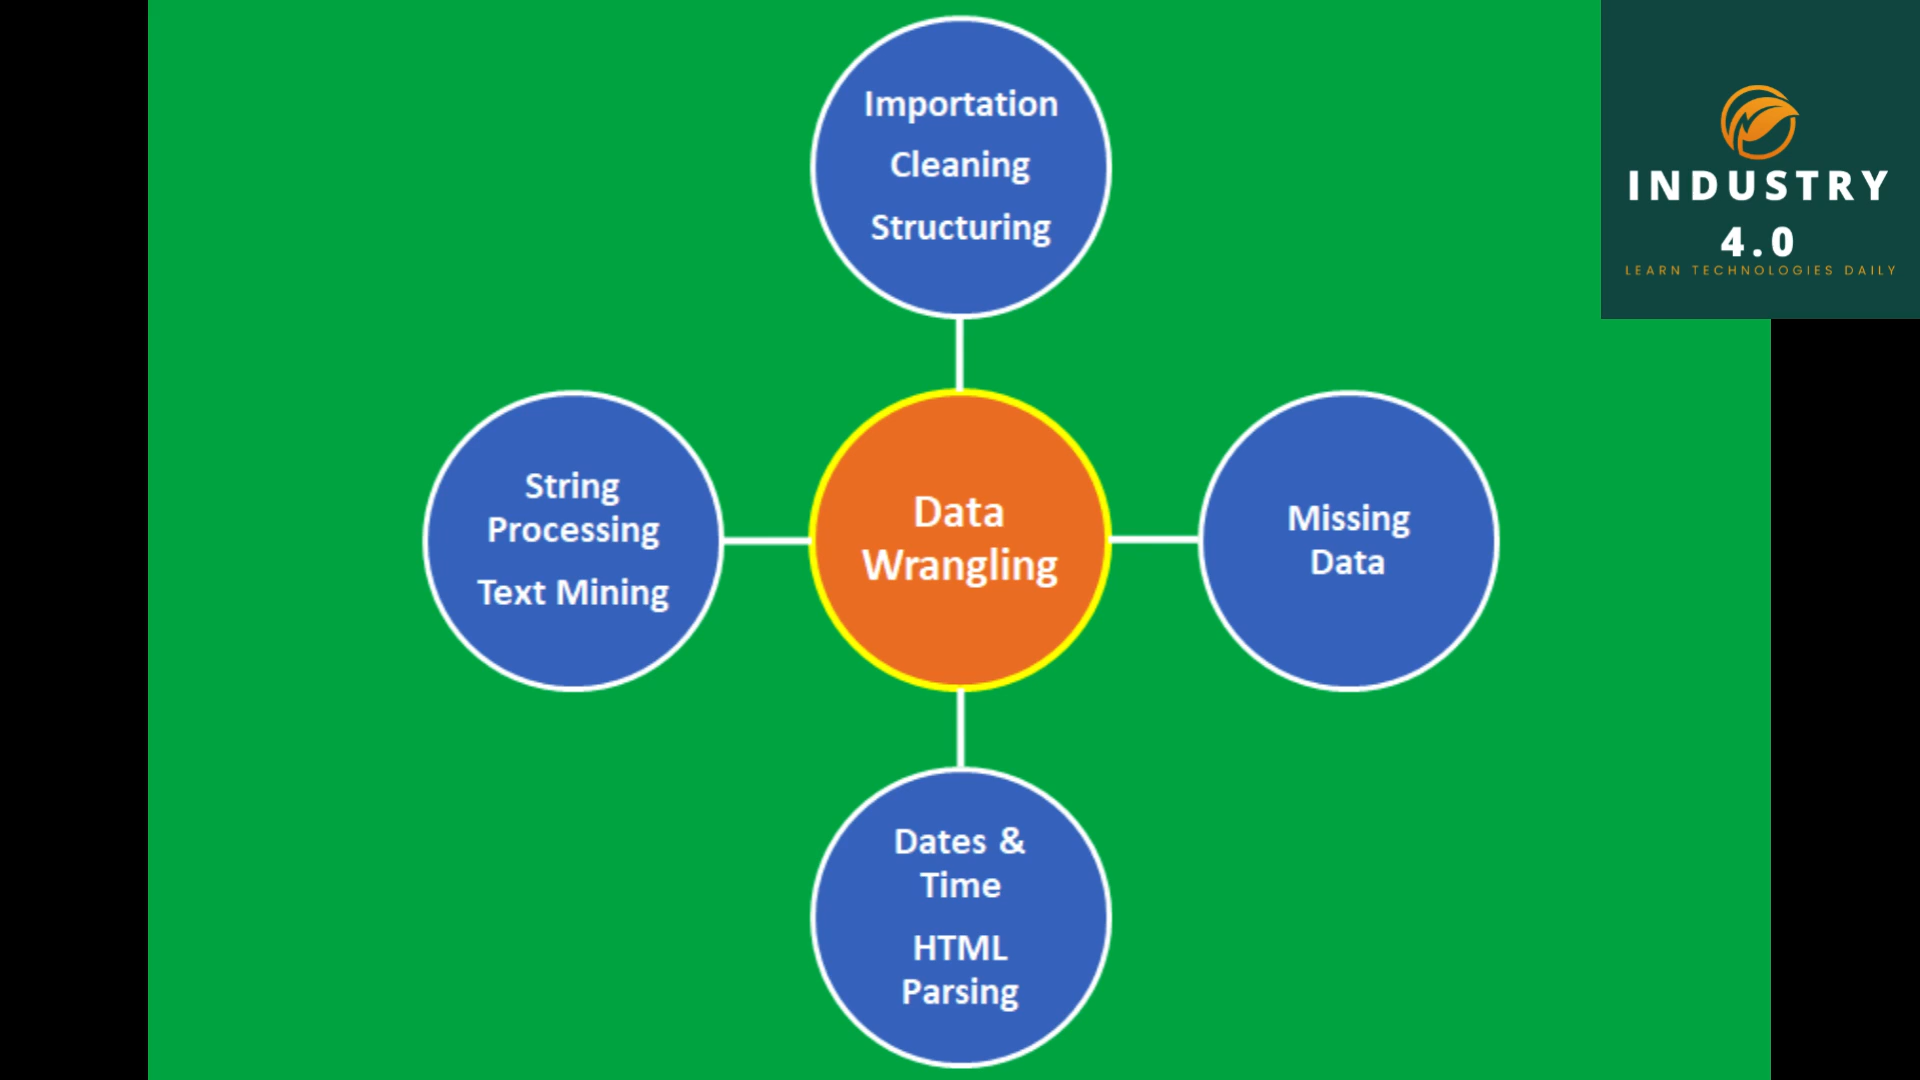 Importation
Cleaning
Structuring
INDUSTRY
4.0
LEARN TECHNOLOGIES DAILY
String
Processing
Text Mining
Data
Wrangling
Missing
Data
Dates &
Time
HTML
Parsing